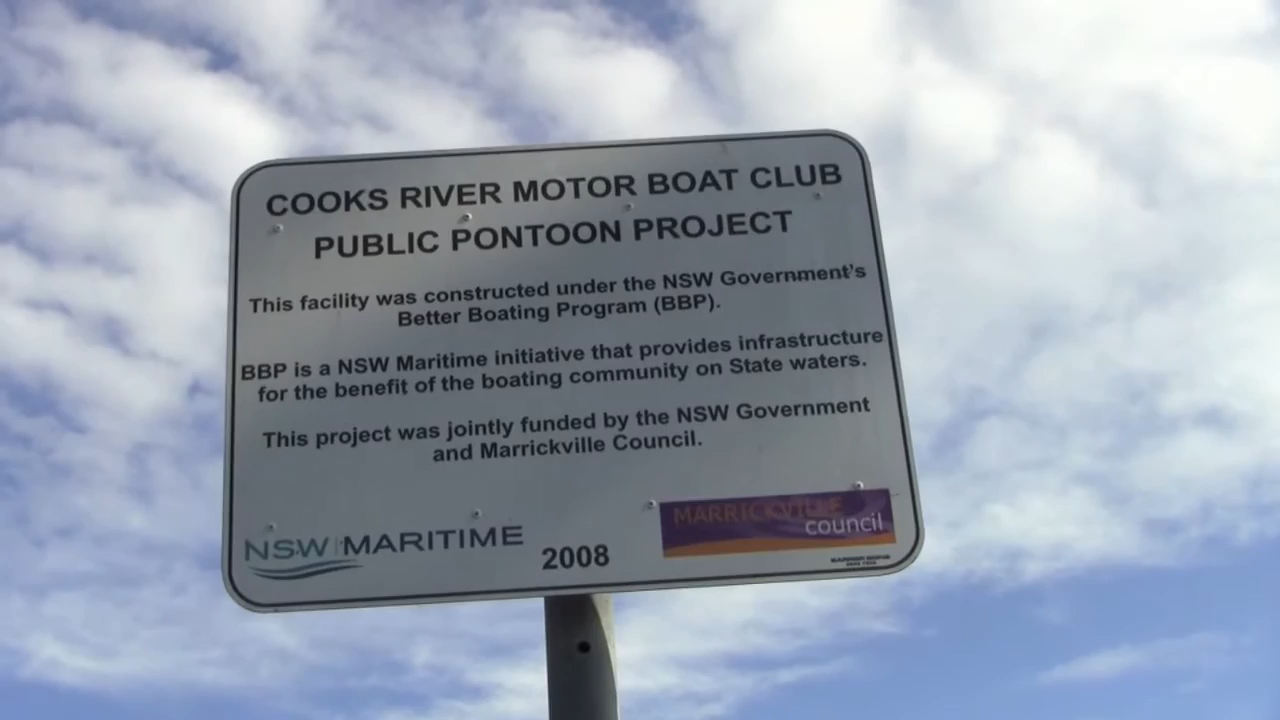 COOKS RIVER MOTOR BOAT CLUB
PUBLIC PONTOON PROJECT
This facility was constructed under the NSW Government's
Better Boating Program (BBP).
BBP is a NSW Maritime initiative that provides infrastructure
for the benefit of the boating community on State waters.
This project was jointly funded by the NSW Government
and Marrickville Council.
NSW MARITIME
2008
MARRICKVILLE
council